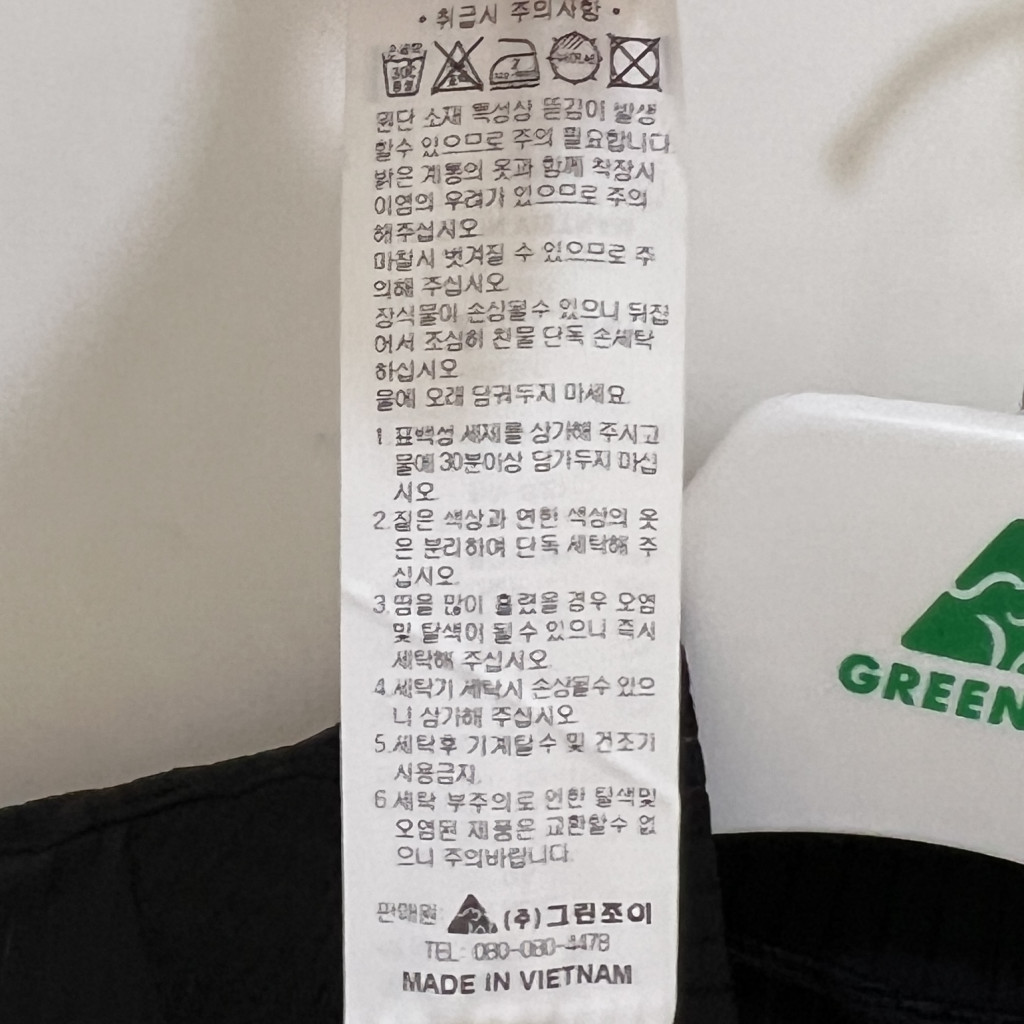 • 취급시 주의사항 •
30℃
원단 소재 특성상 뜯김이 발생
할수 있으므로 주의 필요합니다
밝은 계통의 옷과 함께 착장시
이염의 우려가 있으므로 주의
해주십시오
마찰시 벗겨질 수 있으므로 주
의해 주십시오
장식물이 손상될수 있으니 뒤집
어서 조심히 찬물 단독 손세탁
하십시오
물에 오래 담궈두지 마세요
1. 표백성 세제를 삼가해 주시고
물에 30분이상 담가두지 마십
시오
2. 짙은 색상과 연한 색상의 옷
은 분리하여 단독 세탁해 주
십시오.
3. 땀을 많이 흘렸을 경우 오염
및 탈색이 될수 있으니 즉시
세탁해 주십시오
4. 세탁기 세탁시 손상될수 있으
니 삼가해 주십시오
5. 세탁후 기계탈수 및 건조기
사용금지.
6. 세탁 부주의로 인한 탈색및
오염된 제품은 교환할수 없
으니 주의바랍니다.
판매원: (주)그린조이
TEL: 080-080-4478
MADE IN VIETNAM
GREEN